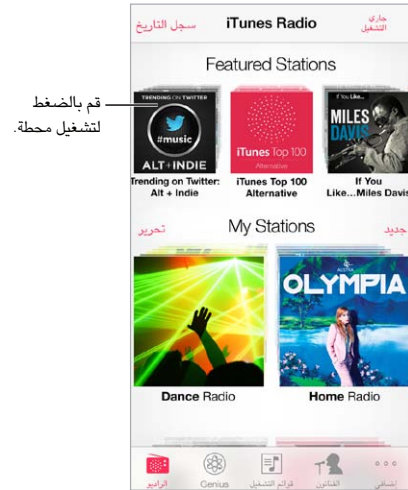 سجل التاريخ
iTunes Radio
جاري
التشغيل
Featured Stations
قم بالضغط
لتشغيل محطة.
TRENDING ON TWITTER
#music
ALT+INDIE
iTunes Top 100
Alternative
If You Like...
MILES
DAVIS
Trending on Twitter:
Alt + Indie
iTunes Top 100
Alternative
If You
Like...Miles Davis
تحرير
My Stations
جديد
AUSTRA
OLYMPIA
Dance Radio
Home Radio
الراديو
Genius
قوائم التشغيل
الفنانون
إضافي